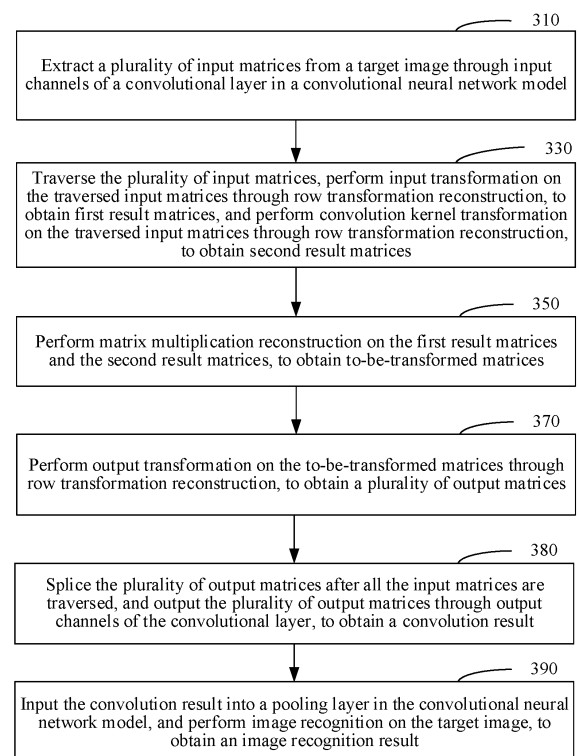 310
Extract a plurality of input matrices from a target image through input
channels of a convolutional layer in a convolutional neural network model
330
Traverse the plurality of input matrices, perform input transformation on
the traversed input matrices through row transformation reconstruction, to
obtain first result matrices, and perform convolution kernel transformation
on the traversed input matrices through row transformation reconstruction,
to obtain second result matrices
350
Perform matrix multiplication reconstruction on the first result matrices
and the second result matrices, to obtain to-be-transformed matrices
370
Perform output transformation on the to-be-transformed matrices through
row transformation reconstruction, to obtain a plurality of output matrices
380
Splice the plurality of output matrices after all the input matrices are
traversed, and output the plurality of output matrices through output
channels of the convolutional layer, to obtain a convolution result
390
Input the convolution result into a pooling layer in the convolutional neural
network model, and perform image recognition on the target image, to
obtain an image recognition result